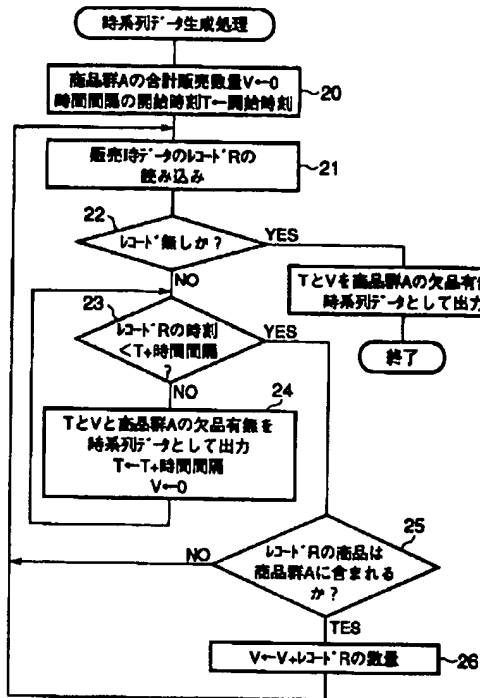 時系列データ生成処理
商品群Aの合計販売数量V←0
時間間隔の開始時刻T←開始時刻
20
販売時データのレコードRの
読み込み
21
22
レコード無しか?
YES
NO
TとVを商品群Aの欠品有
時系列データとして出力
終了
23
レコードRの時刻
<T+時間間隔
?
YES
NO
24
TとVと商品群Aの欠品有無を
時系列データとして出力
T←T+時間間隔
V←0
25
レコードRの商品は
商品群Aに含まれる
か?
NO
TES
V←V+レコードRの数量
26